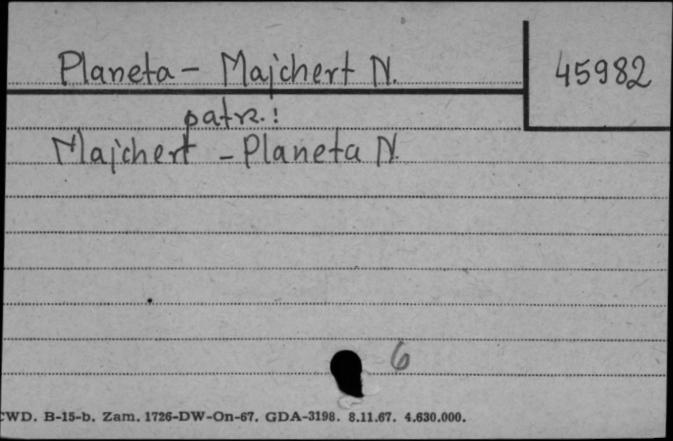 Planeta - Majchert N.
45982
patrz.:
Majchert - Planeta N.
6
CWD. B-15-b. Zam. 1726-DW-On-67. GDA-3198. 8.11.67. 4.630.000.